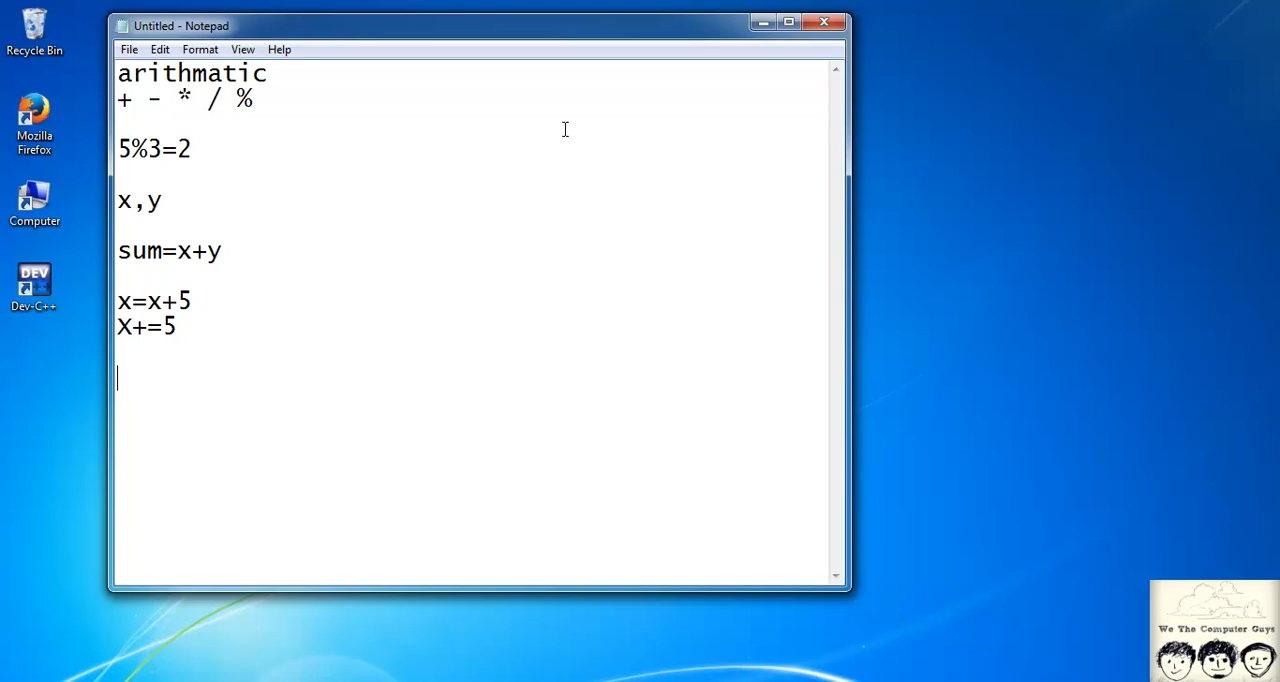 Recycle Bin
Mozilla
Firefox
Computer
DEV
Dev-C++
Untitled - Notepad
File Edit Format View Help
arithmatic
+ - * / %
5%3=2
x,y
sum=x+y
x=x+5
X+=5
We The Computer Guys